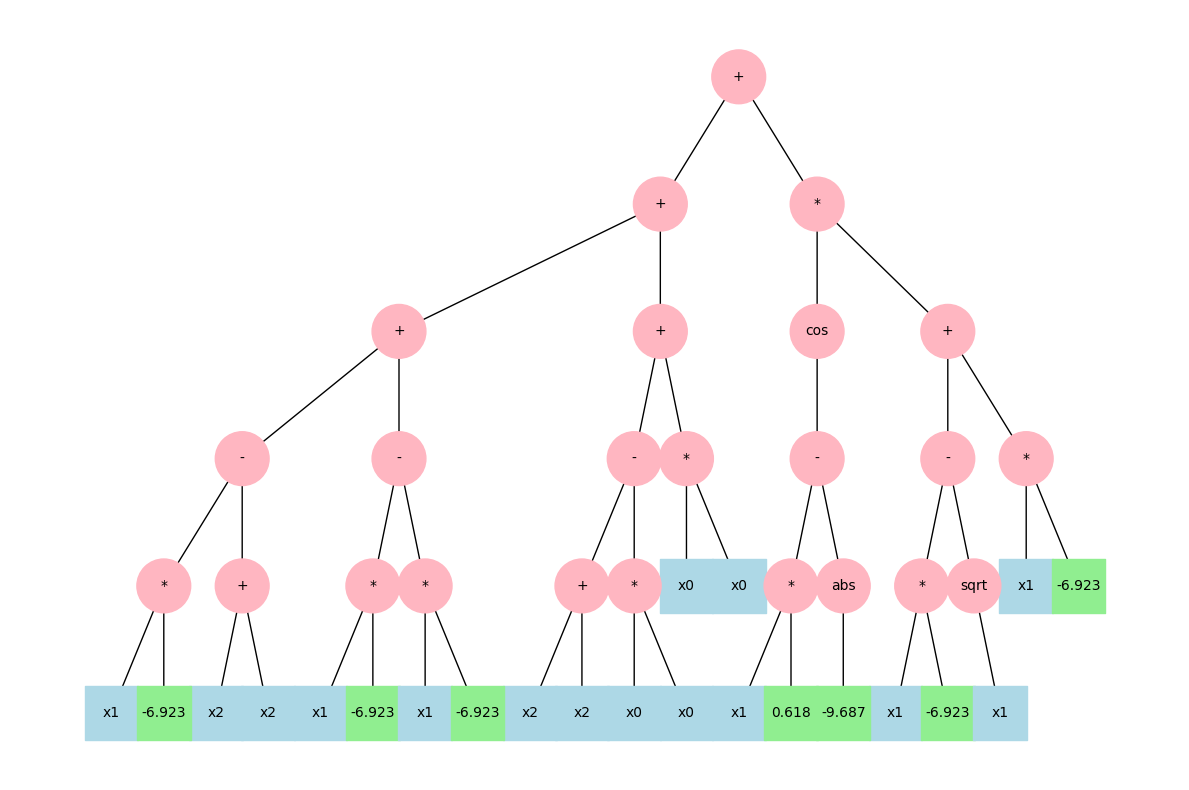 +
+ *
+ + cos +
- - - * - - *
* + * * + * x0 x0 * abs * sqrt x1 -6.923
x1 -6.923 x2 x2 x1 -6.923 x1 -6.923 x2 x2 x0 x0 x1 0.618 -9.687 x1 -6.923 x1